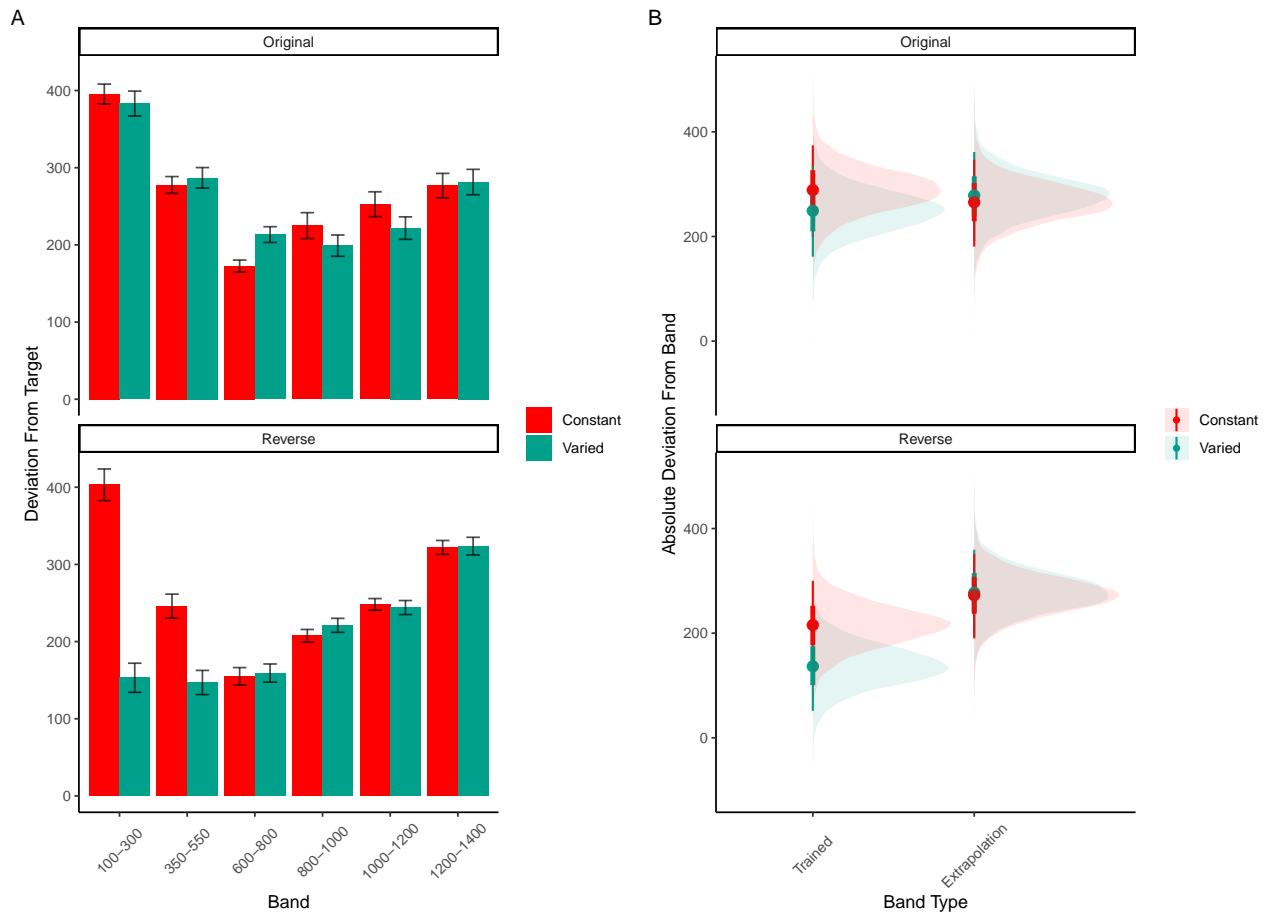 A
Original
400
300
200
100
0
Reverse
400
300
200
100
0
Deviation From Target
100–300
350–550
600–800
800–1000
1000–1200
1200–1400
Band
Constant
Varied
B
Original
400
200
0
Reverse
400
200
0
Absolute Deviation From Band
Trained
Extrapolation
Band Type
Constant
Varied